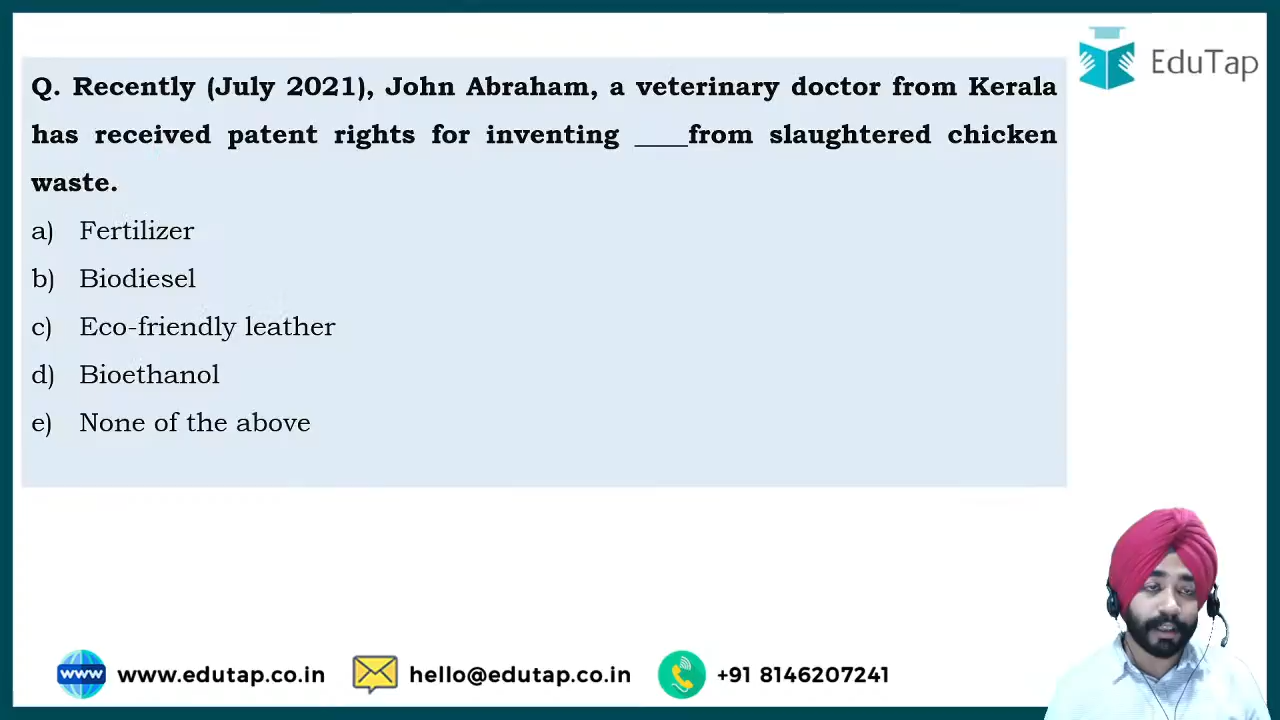 EduTap
Q. Recently (July 2021), John Abraham, a veterinary doctor from Kerala
has received patent rights for inventing ____from slaughtered chicken
waste.
a) Fertilizer
b) Biodiesel
c) Eco-friendly leather
d) Bioethanol
e) None of the above
www www.edutap.co.in hello@edutap.co.in +91 8146207241